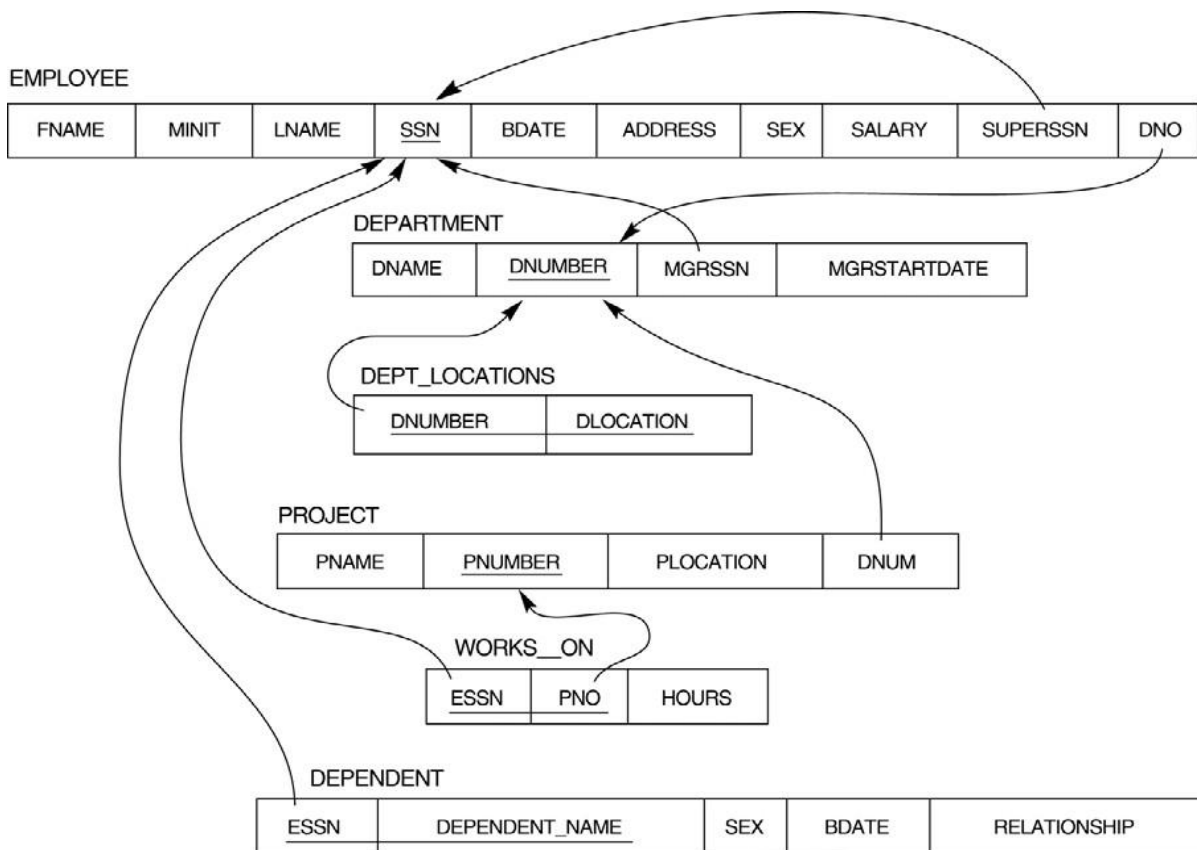 EMPLOYEE
FNAME MINIT LNAME SSN BDATE ADDRESS SEX SALARY SUPERSSN DNO
DEPARTMENT
DNAME DNUMBER MGRSSN MGRSTARTDATE
DEPT_LOCATIONS
DNUMBER DLOCATION
PROJECT
PNAME PNUMBER PLOCATION DNUM
WORKS__ON
ESSN PNO HOURS
DEPENDENT
ESSN DEPENDENT_NAME SEX BDATE RELATIONSHIP